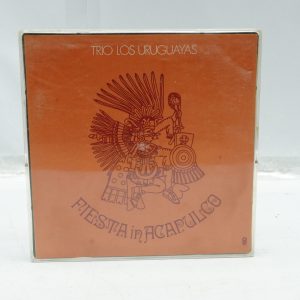 TRIO LOS URUGUAYAS
FIESTA in ACAPULCO